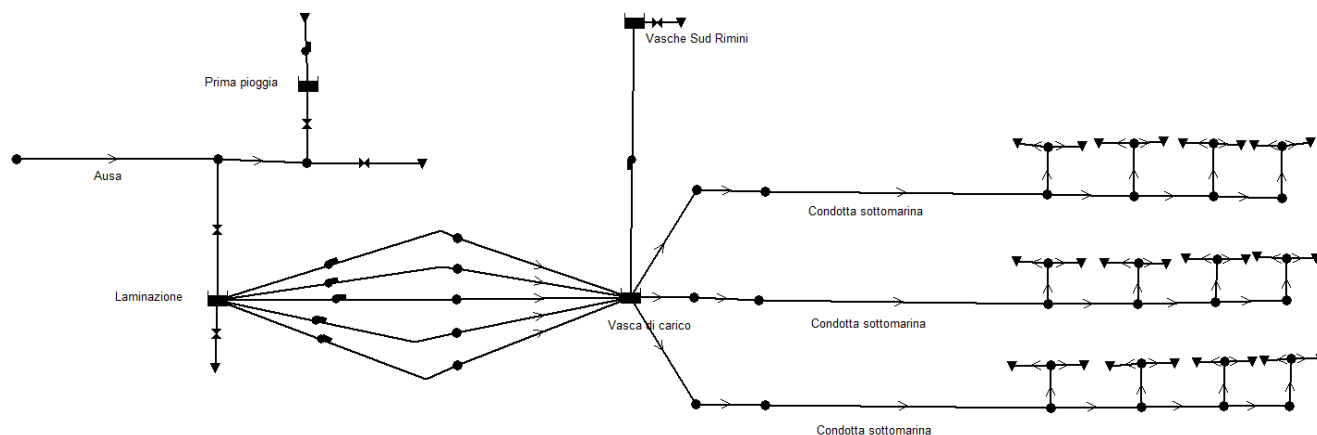 Vasche Sud Rimini
Prima pioggia
Ausa
Condotta sottomarina
Laminazione
Vasca di carico
Condotta sottomarina
Condotta sottomarina